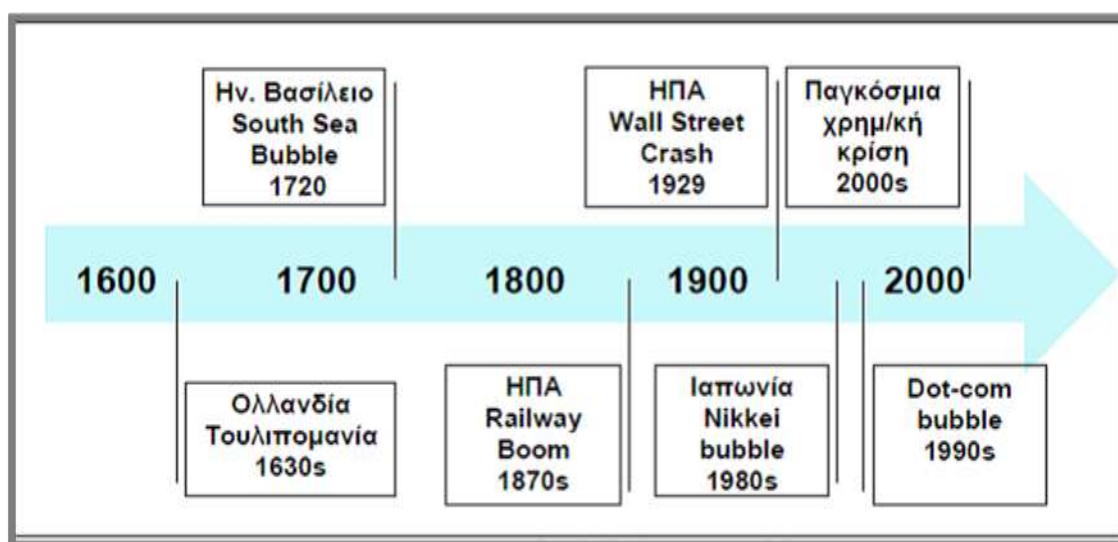 Ην. Βασίλειο
South Sea
Bubble
1720
ΗΠΑ
Wall Street
Crash
1929
Παγκόσμια
χρημ/κή
κρίση
2000s
1600
1700
1800
1900
2000
Ολλανδία
Τουλιπομανία
1630s
ΗΠΑ
Railway
Boom
1870s
Ιαπωνία
Nikkei
bubble
1980s
Dot-com
bubble
1990s